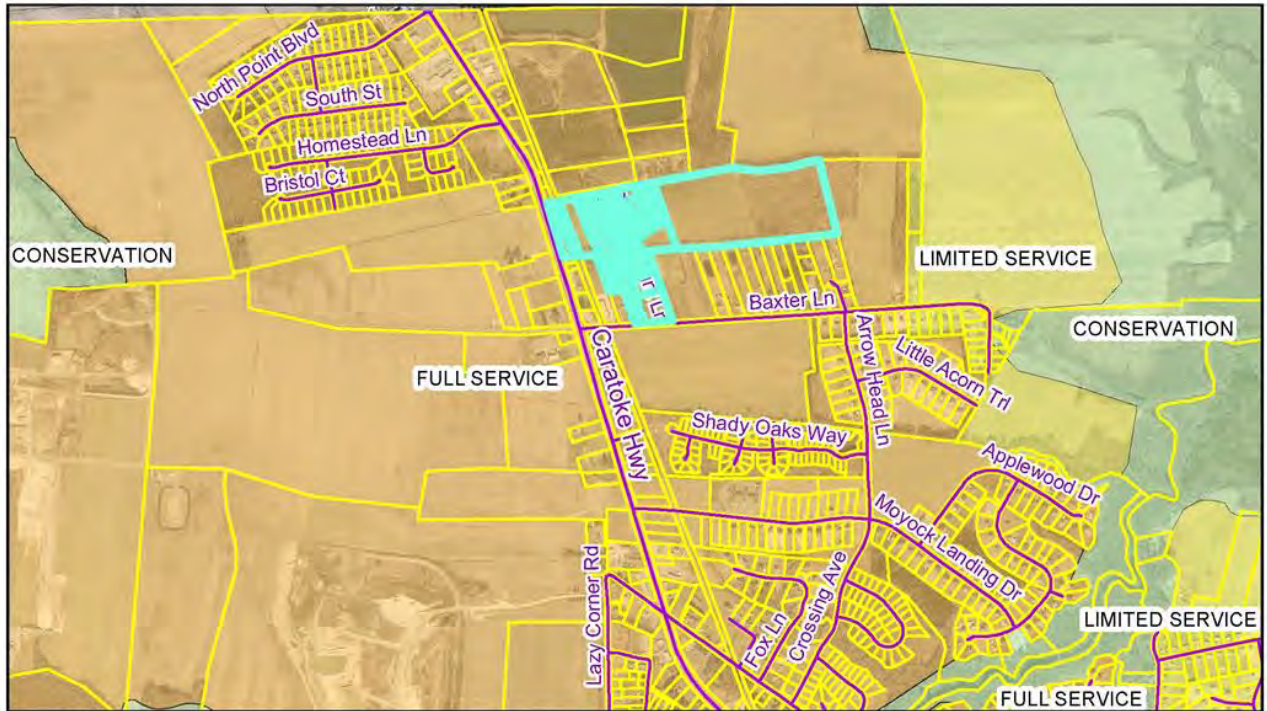 North Point Blvd
South St
Homestead Ln
Bristol Ct
CONSERVATION
LIMITED SERVICE
Baxter Ln
CONSERVATION
Arrow Head Ln
Little Acorn Trl
FULL SERVICE
Caratoke Hwy
Shady Oaks Way
Applewood Dr
Moyock Landing Dr
Lazy Corner Rd
Fox Ln
Crossing Ave
LIMITED SERVICE
FULL SERVICE